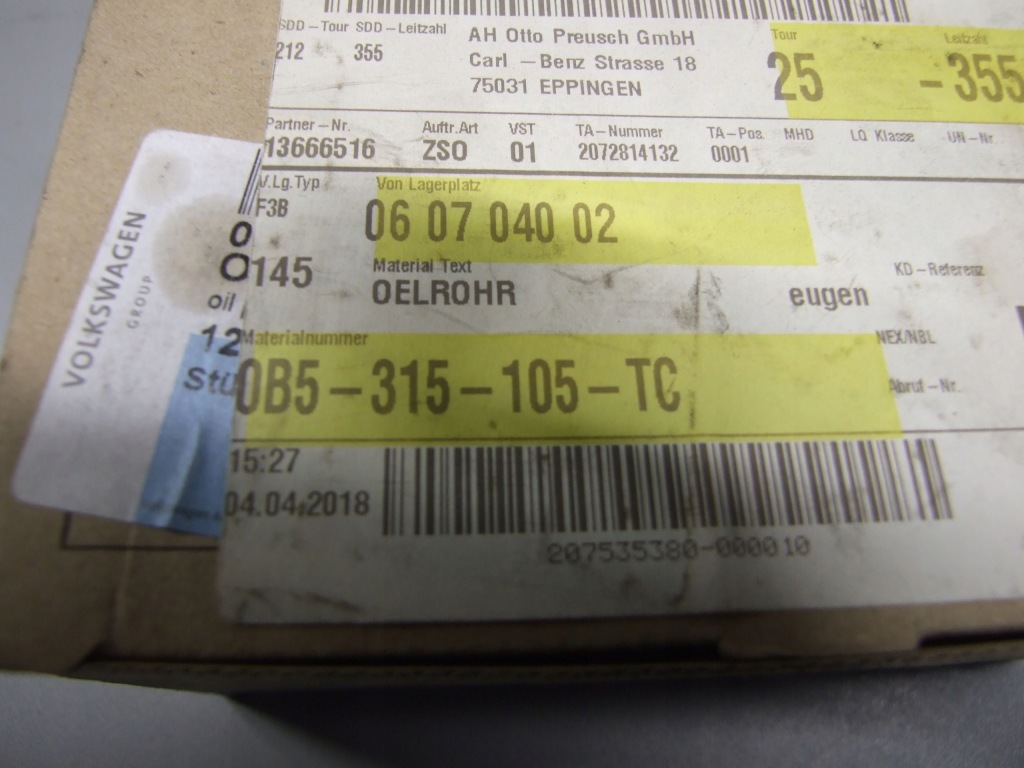 SDD-Tour SDD-Leitzahl
212 355
AH Otto Preusch GmbH
Carl-Benz Strasse 18
75031 EPPINGEN
Tour Leitzahl
25 -355
Partner-Nr. Auftr.Art VST TA-Nummer TA-Pos. MHD LQ Klasse UN-Nr.
13666516 ZSO 01 2072814132 0001
V.Lg.Typ Von Lagerplatz
F3B 06 07 040 02
145 Material Text KD-Referenz
OELROHR eugen
Materialnummer NEX/NBL
0B5-315-105-TC
Abruf-Nr.
15:27
04.04.2018
207535380-000010
VOLKSWAGEN
GROUP
0
O
oil
12
Stü